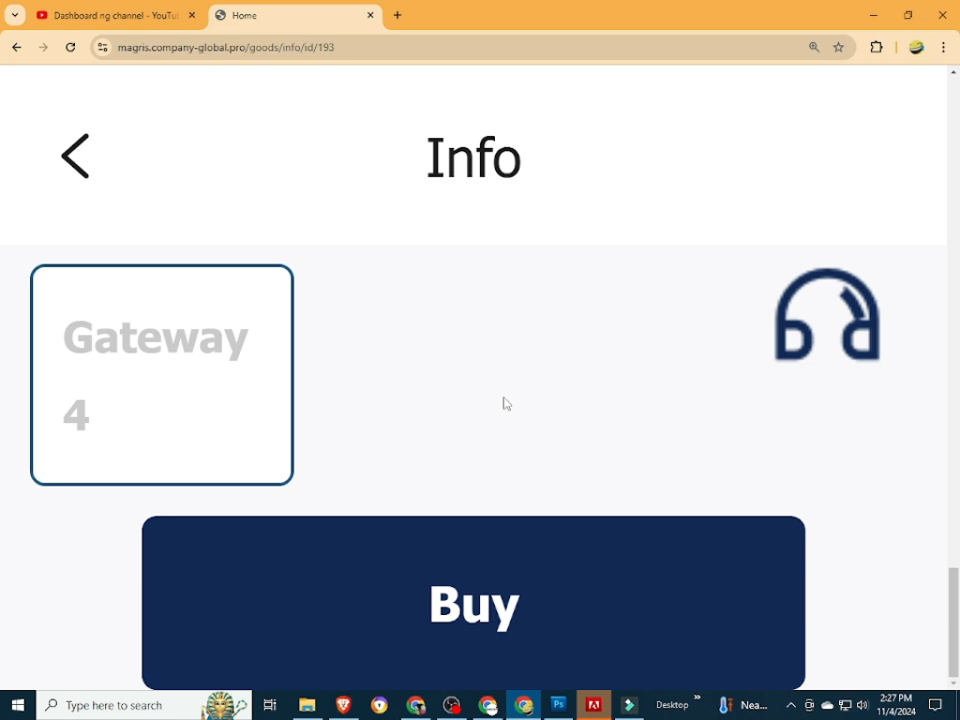 Dashboard ng channel - YouTu
Home
magris.company-global.pro/goods/info/id/193
Info
Gateway
4
Buy
Type here to search
Desktop
Nea...
2:27 PM
11/4/2024